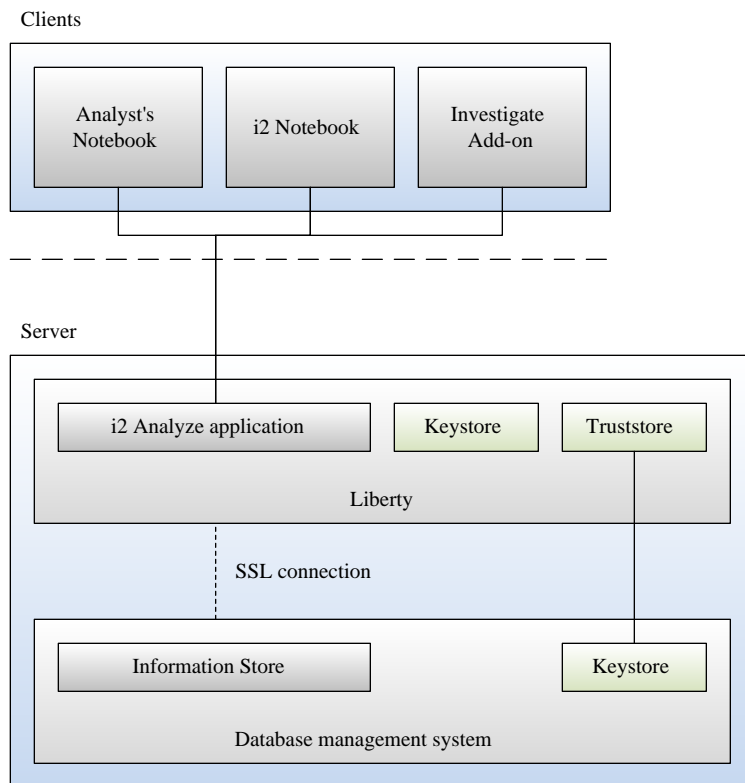 Clients
Analyst's
Notebook
i2 Notebook
Investigate
Add-on
Server
i2 Analyze application
Keystore
Truststore
Liberty
SSL connection
Information Store
Keystore
Database management system